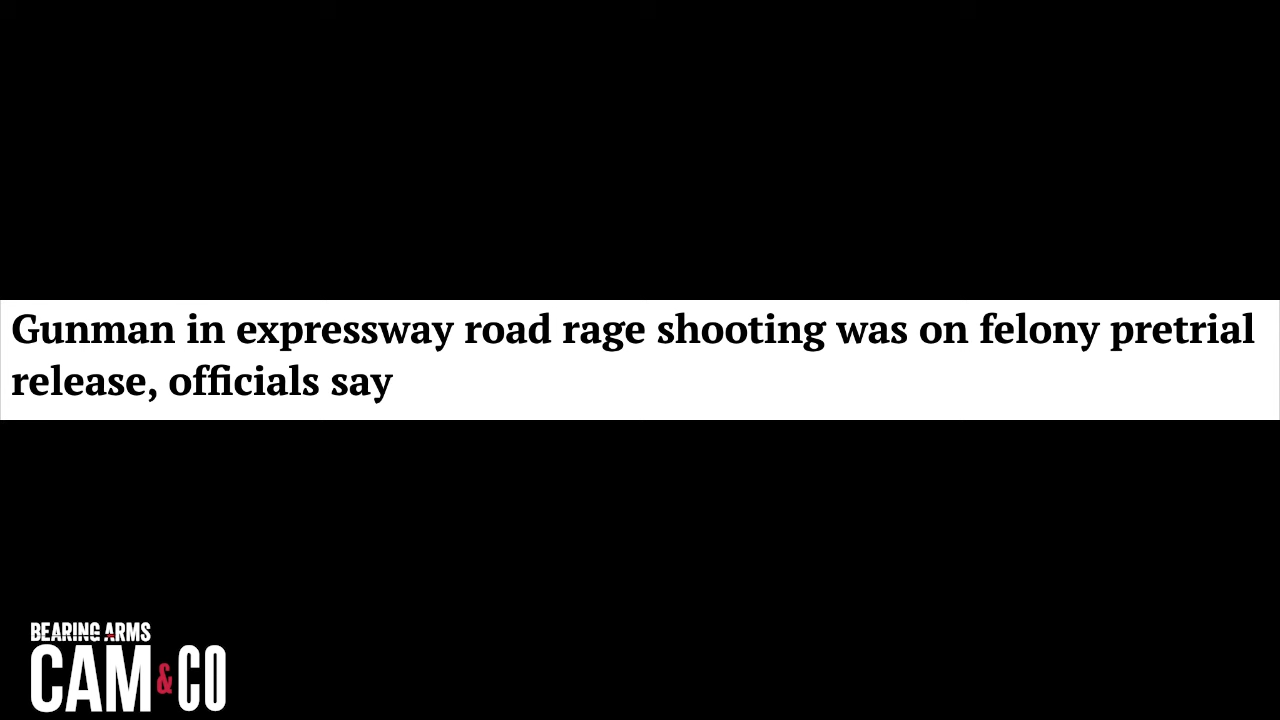 Gunman in expressway road rage shooting was on felony pretrial
release, officials say
BEARING ARMS
CAM & CO